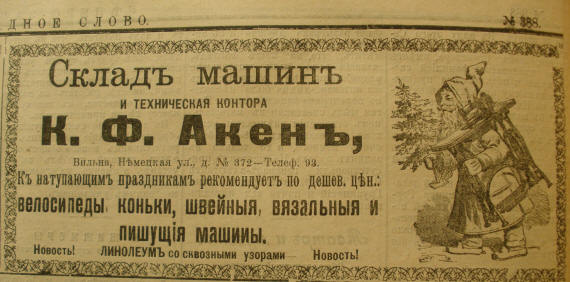 ДНОЕ СЛОВО. № 388.
Складъ машинъ
И ТЕХНИЧЕСКАЯ КОНТОРА
К. Ф. Акенъ,
Вильна, Нѣмецкая ул., д. № 372—Телеф. 93.
Къ натупающимъ праздникамъ рекомендуетъ по дешев. цѣн.:
велосипеды, коньки, швейныя, вязальныя и
пишущія машины.
Новость! ЛИНОЛЕУМЪ со сквозными узорами— Новость!